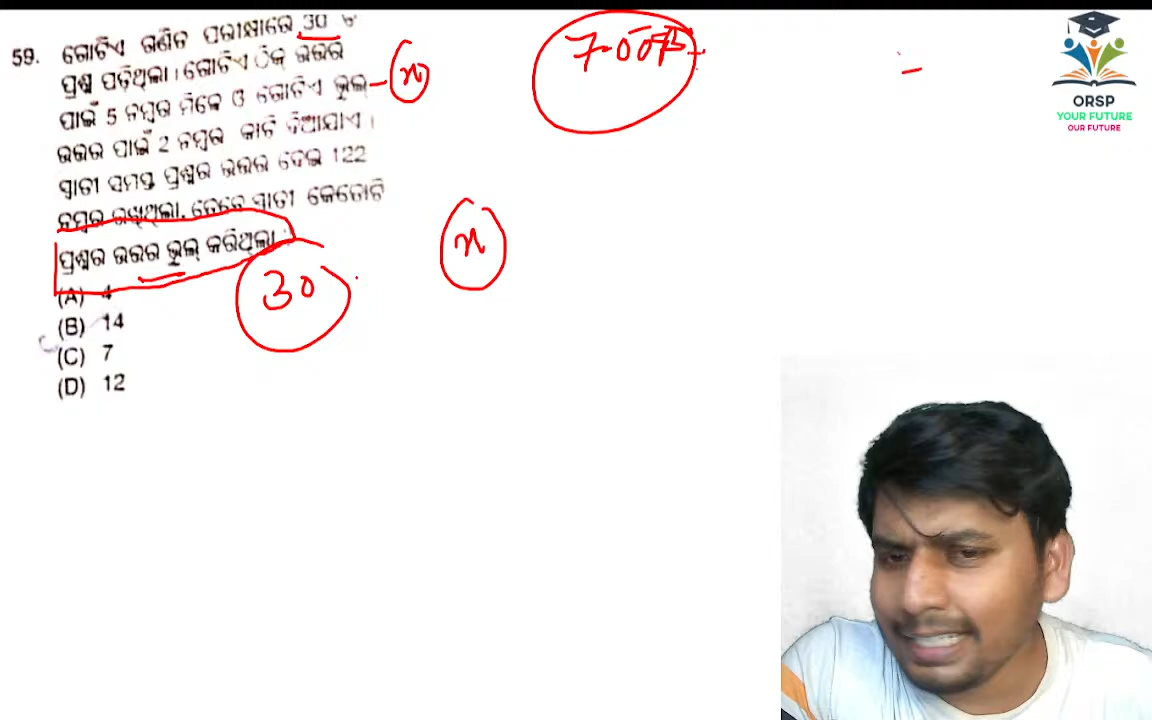 59. ଗୋଟିଏ ଗଣିତ ପରୀକ୍ଷାରେ 30 ଟି
ପ୍ରଶ୍ନ ପଡ଼ିଥିଲା । ଗୋଟିଏ ଠିକ୍ ଉତ୍ତର
ପାଇଁ 5 ନମ୍ବର ମିଳେ ଓ ଗୋଟିଏ ଭୁଲ୍
ଉତ୍ତର ପାଇଁ 2 ନମ୍ବର କାଟି ଦିଆଯାଏ ।
ସ୍ୱାତୀ ସମସ୍ତ ପ୍ରଶ୍ନର ଉତ୍ତର ଦେଇ 122
ନମ୍ବର ରଖିଥିଲା, ତେବେ ସ୍ୱାତୀ କେତୋଟି
ପ୍ରଶ୍ନର ଉତ୍ତର ଭୁଲ୍ କରିଥିଲା
(A) 4
(B) 14
(C) 7
(D) 12
x
x
30
ORSP
YOUR FUTURE
OUR FUTURE